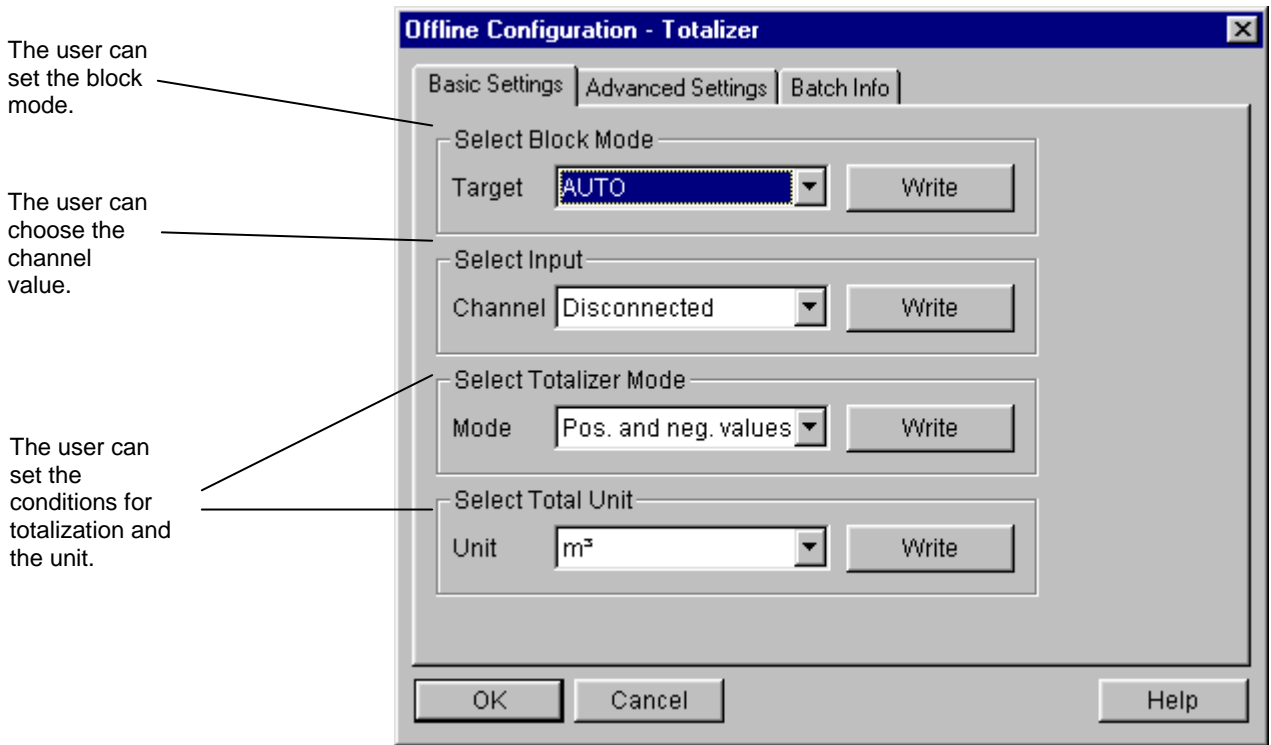 The user can
set the block
mode.
The user can
choose the
channel
value.
The user can
set the
conditions for
totalization and
the unit.
Offline Configuration - Totalizer
Basic Settings Advanced Settings Batch Info
Select Block Mode
Target AUTO Write
Select Input
Channel Disconnected Write
Select Totalizer Mode
Mode Pos. and neg. values Write
Select Total Unit
Unit m³ Write
OK Cancel Help